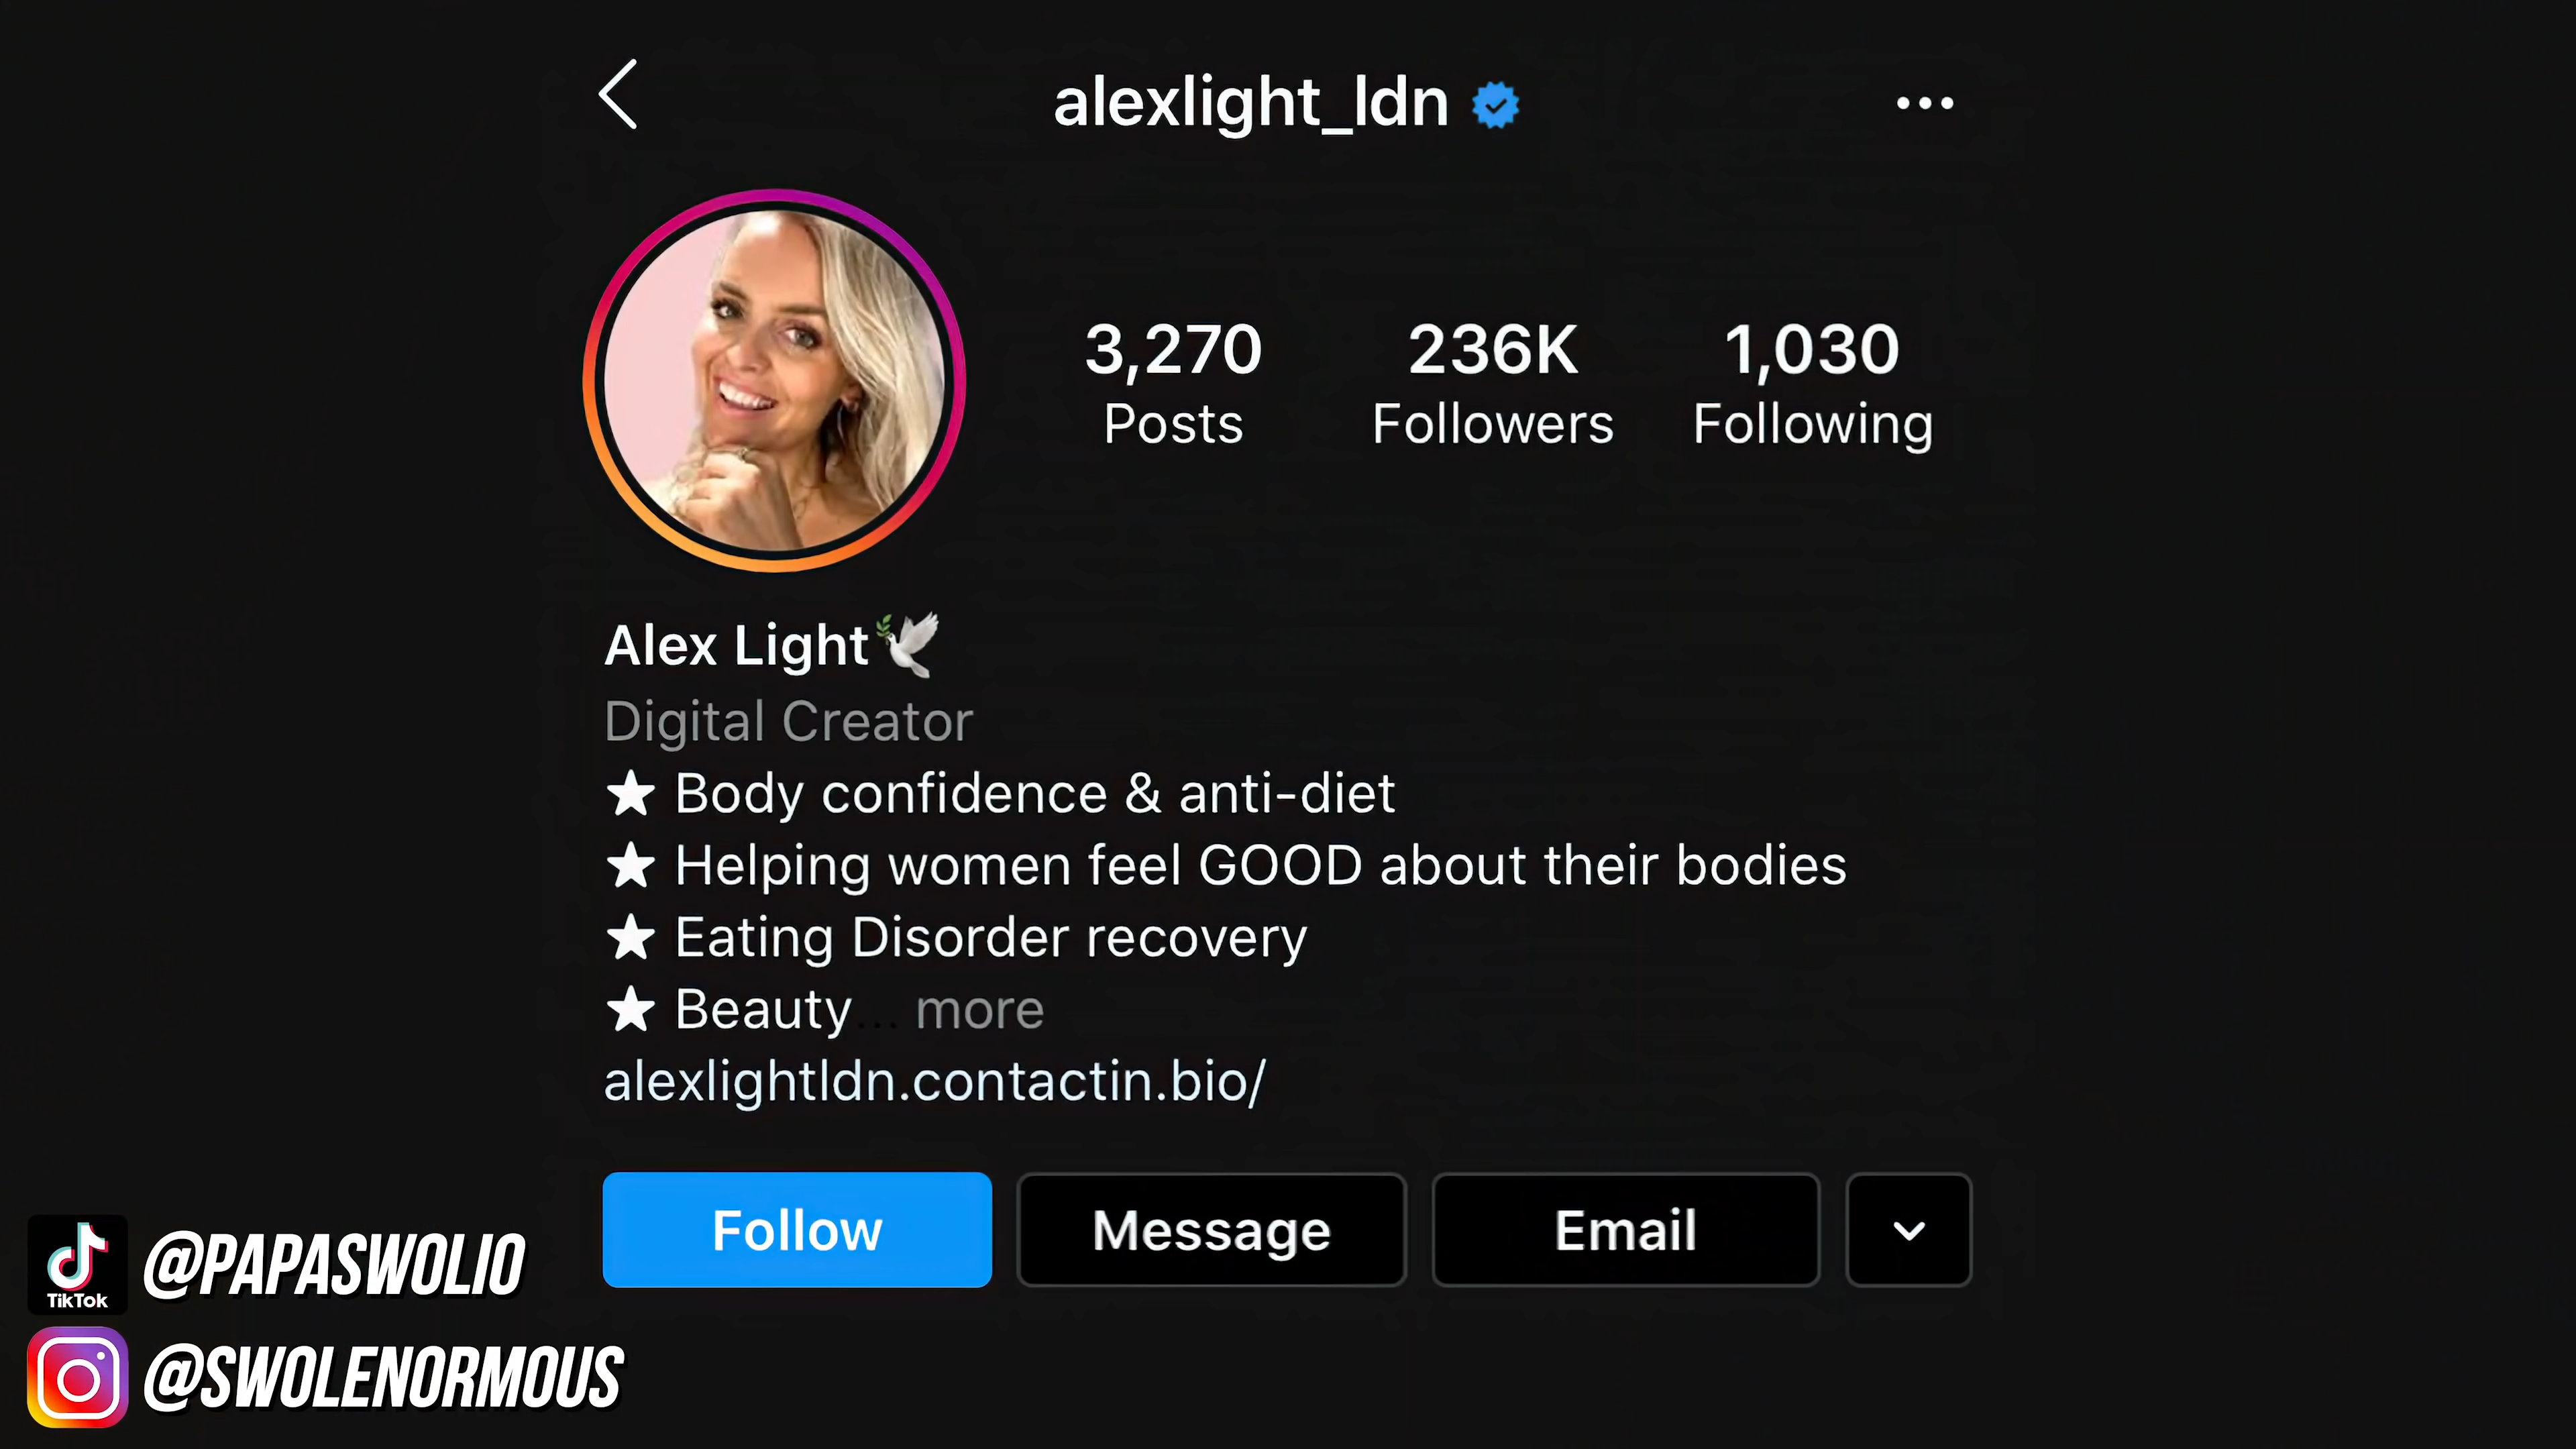 alexlight_ldn
3,270 236K 1,030
Posts Followers Following
Alex Light🕊️
Digital Creator
★ Body confidence & anti-diet
★ Helping women feel GOOD about their bodies
★ Eating Disorder recovery
★ Beauty... more
alexlightldn.contactin.bio/
Follow Message Email
TikTok
@PAPASWOLIO
@SWOLENORMOUS